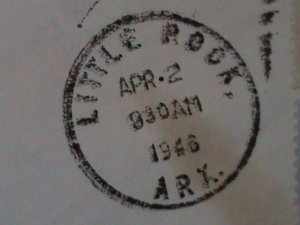 LITTLE ROCK,
APR·2
930AM
1946
ARK.